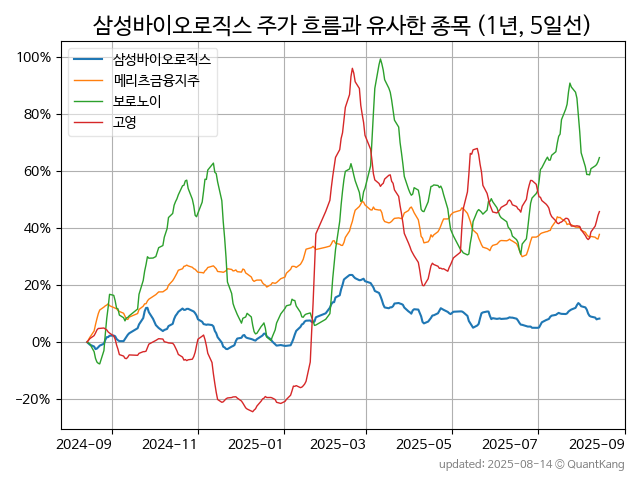 삼성바이오로직스 주가 흐름과 유사한 종목 (1년, 5일선)
삼성바이오로직스
메리츠금융지주
보로노이
고영
100%
80%
60%
40%
20%
0%
−20%
2024-09 2024-11 2025-01 2025-03 2025-05 2025-07 2025-09
updated: 2025-08-14 © QuantKang